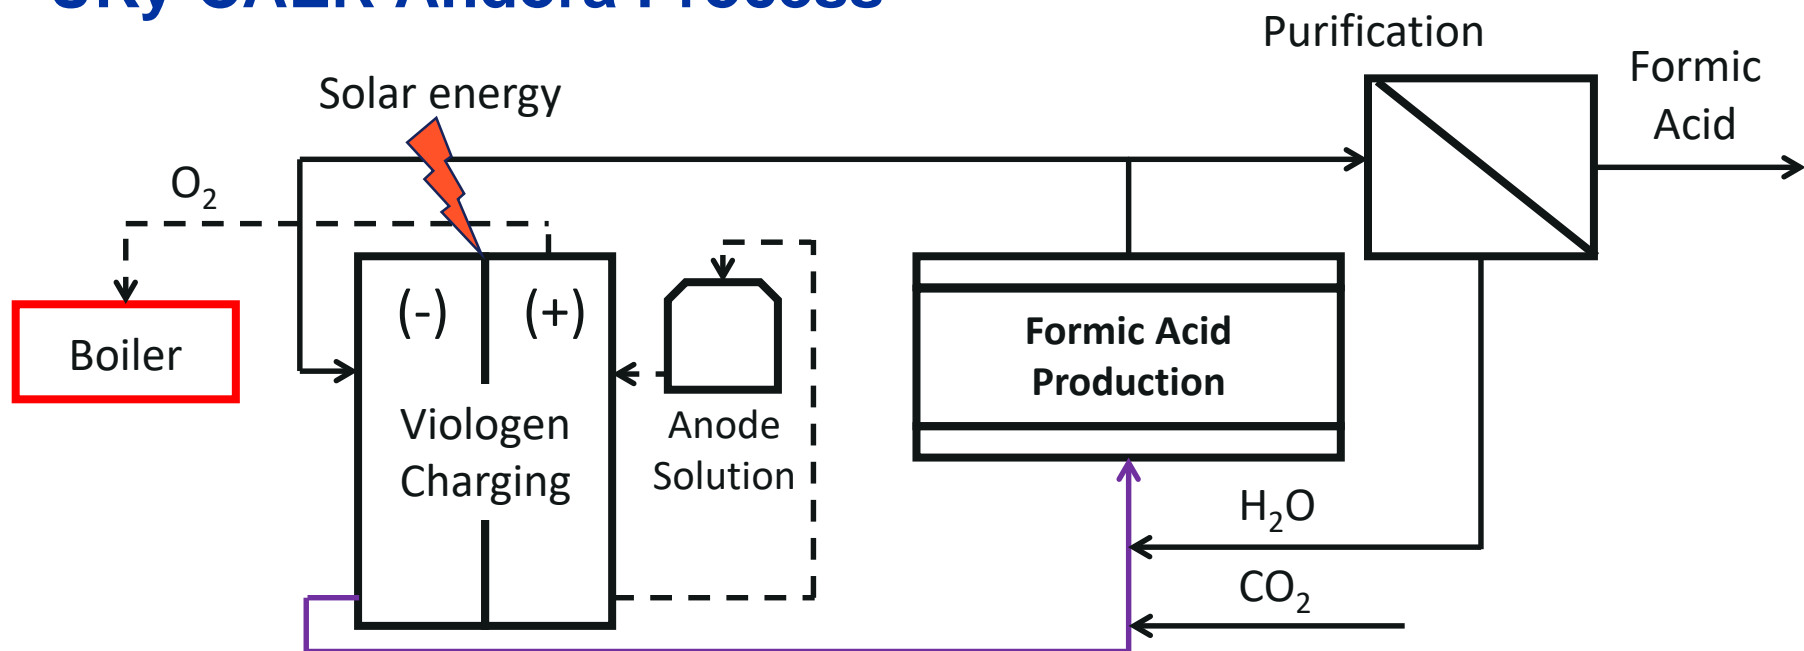 Purification
Formic
Acid
Solar energy
O₂
(-)
(+)
Boiler
Formic Acid
Production
Viologen
Charging
Anode
Solution
H₂O
CO₂